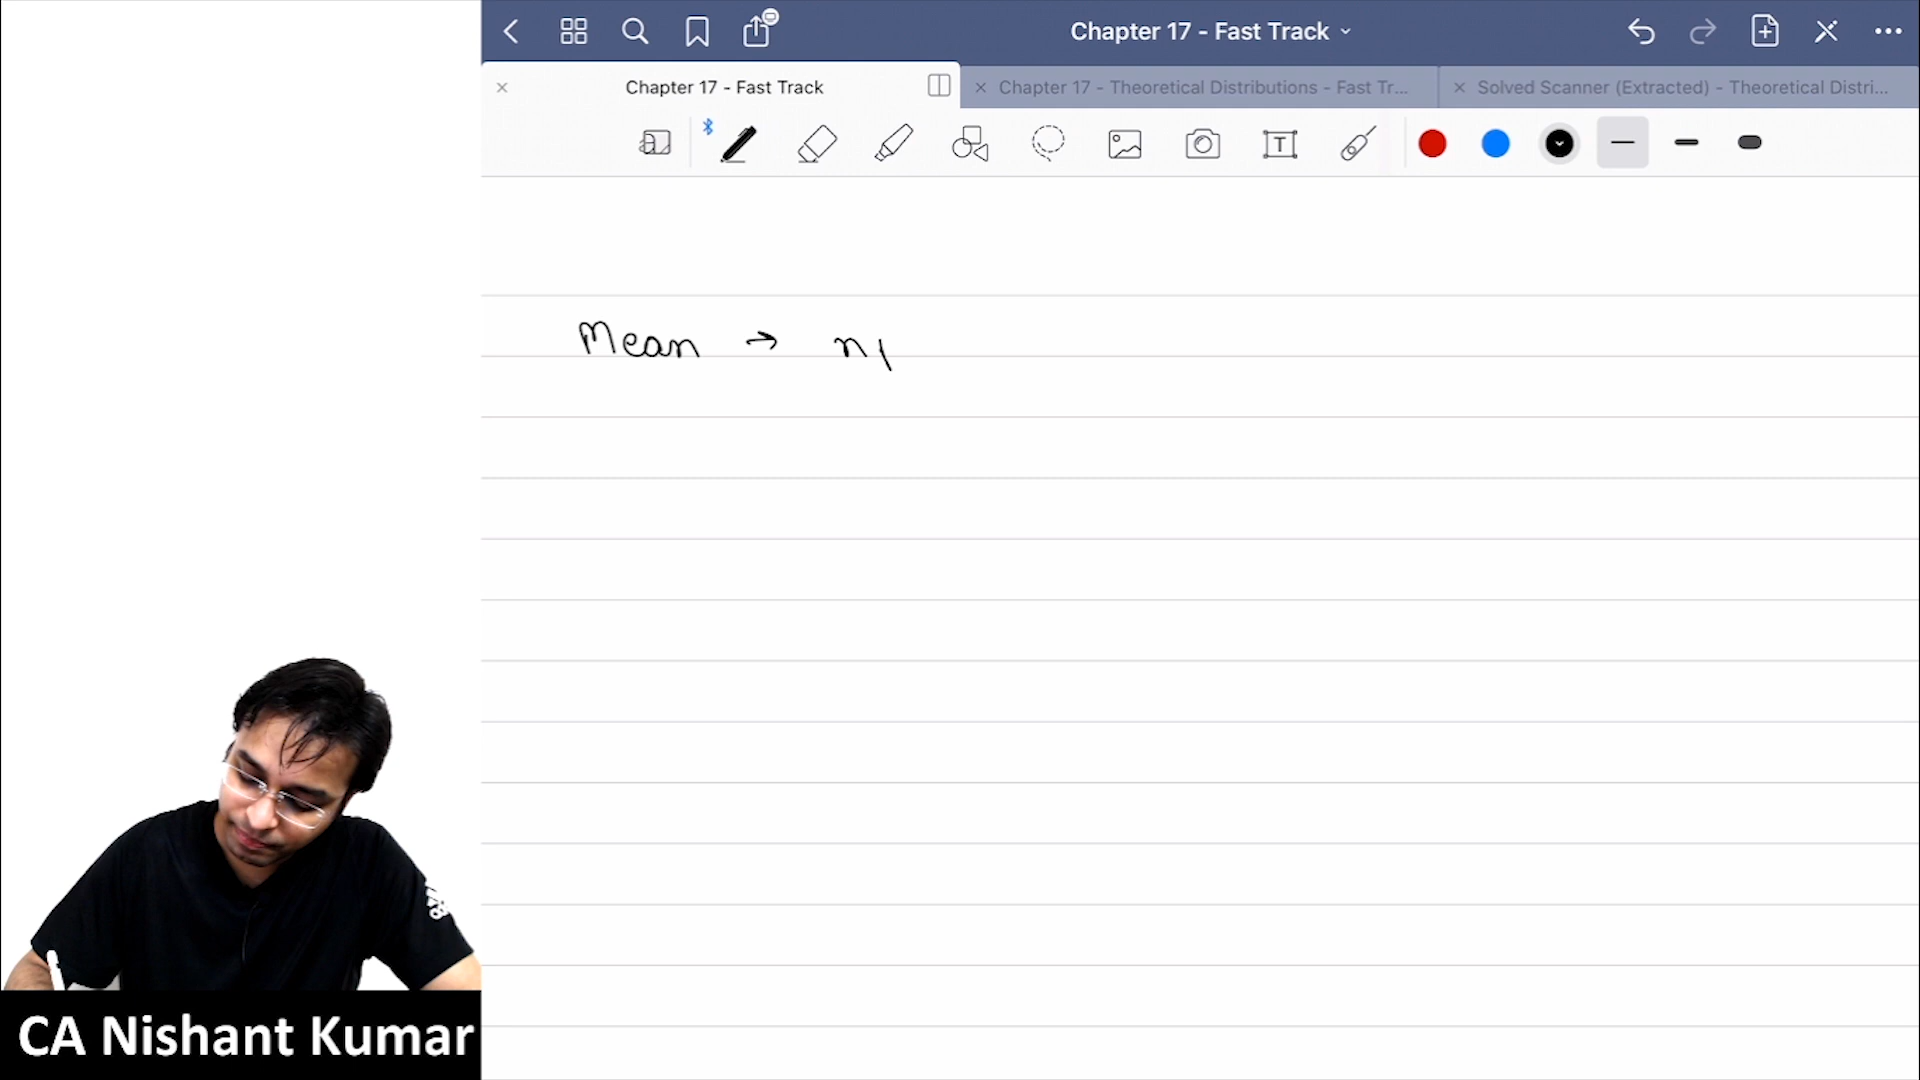 Chapter 17 - Fast Track
Chapter 17 - Fast Track
Chapter 17 - Theoretical Distributions - Fast Tr...
Solved Scanner (Extracted) - Theoretical Distri...
T
Mean → n
CA Nishant Kumar